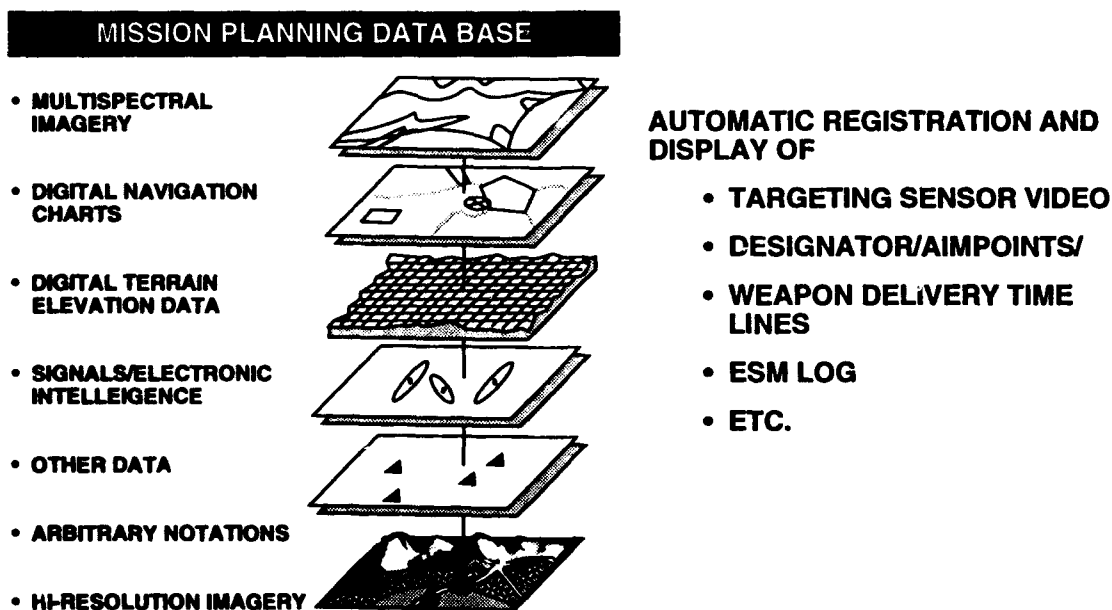 MISSION PLANNING DATA BASE
• MULTISPECTRAL
IMAGERY
• DIGITAL NAVIGATION
CHARTS
• DIGITAL TERRAIN
ELEVATION DATA
• SIGNALS/ELECTRONIC
INTELLEIGENCE
• OTHER DATA
• ARBITRARY NOTATIONS
• HI-RESOLUTION IMAGERY
AUTOMATIC REGISTRATION AND
DISPLAY OF
• TARGETING SENSOR VIDEO
• DESIGNATOR/AIMPOINTS/
• WEAPON DELIVERY TIME
LINES
• ESM LOG
• ETC.